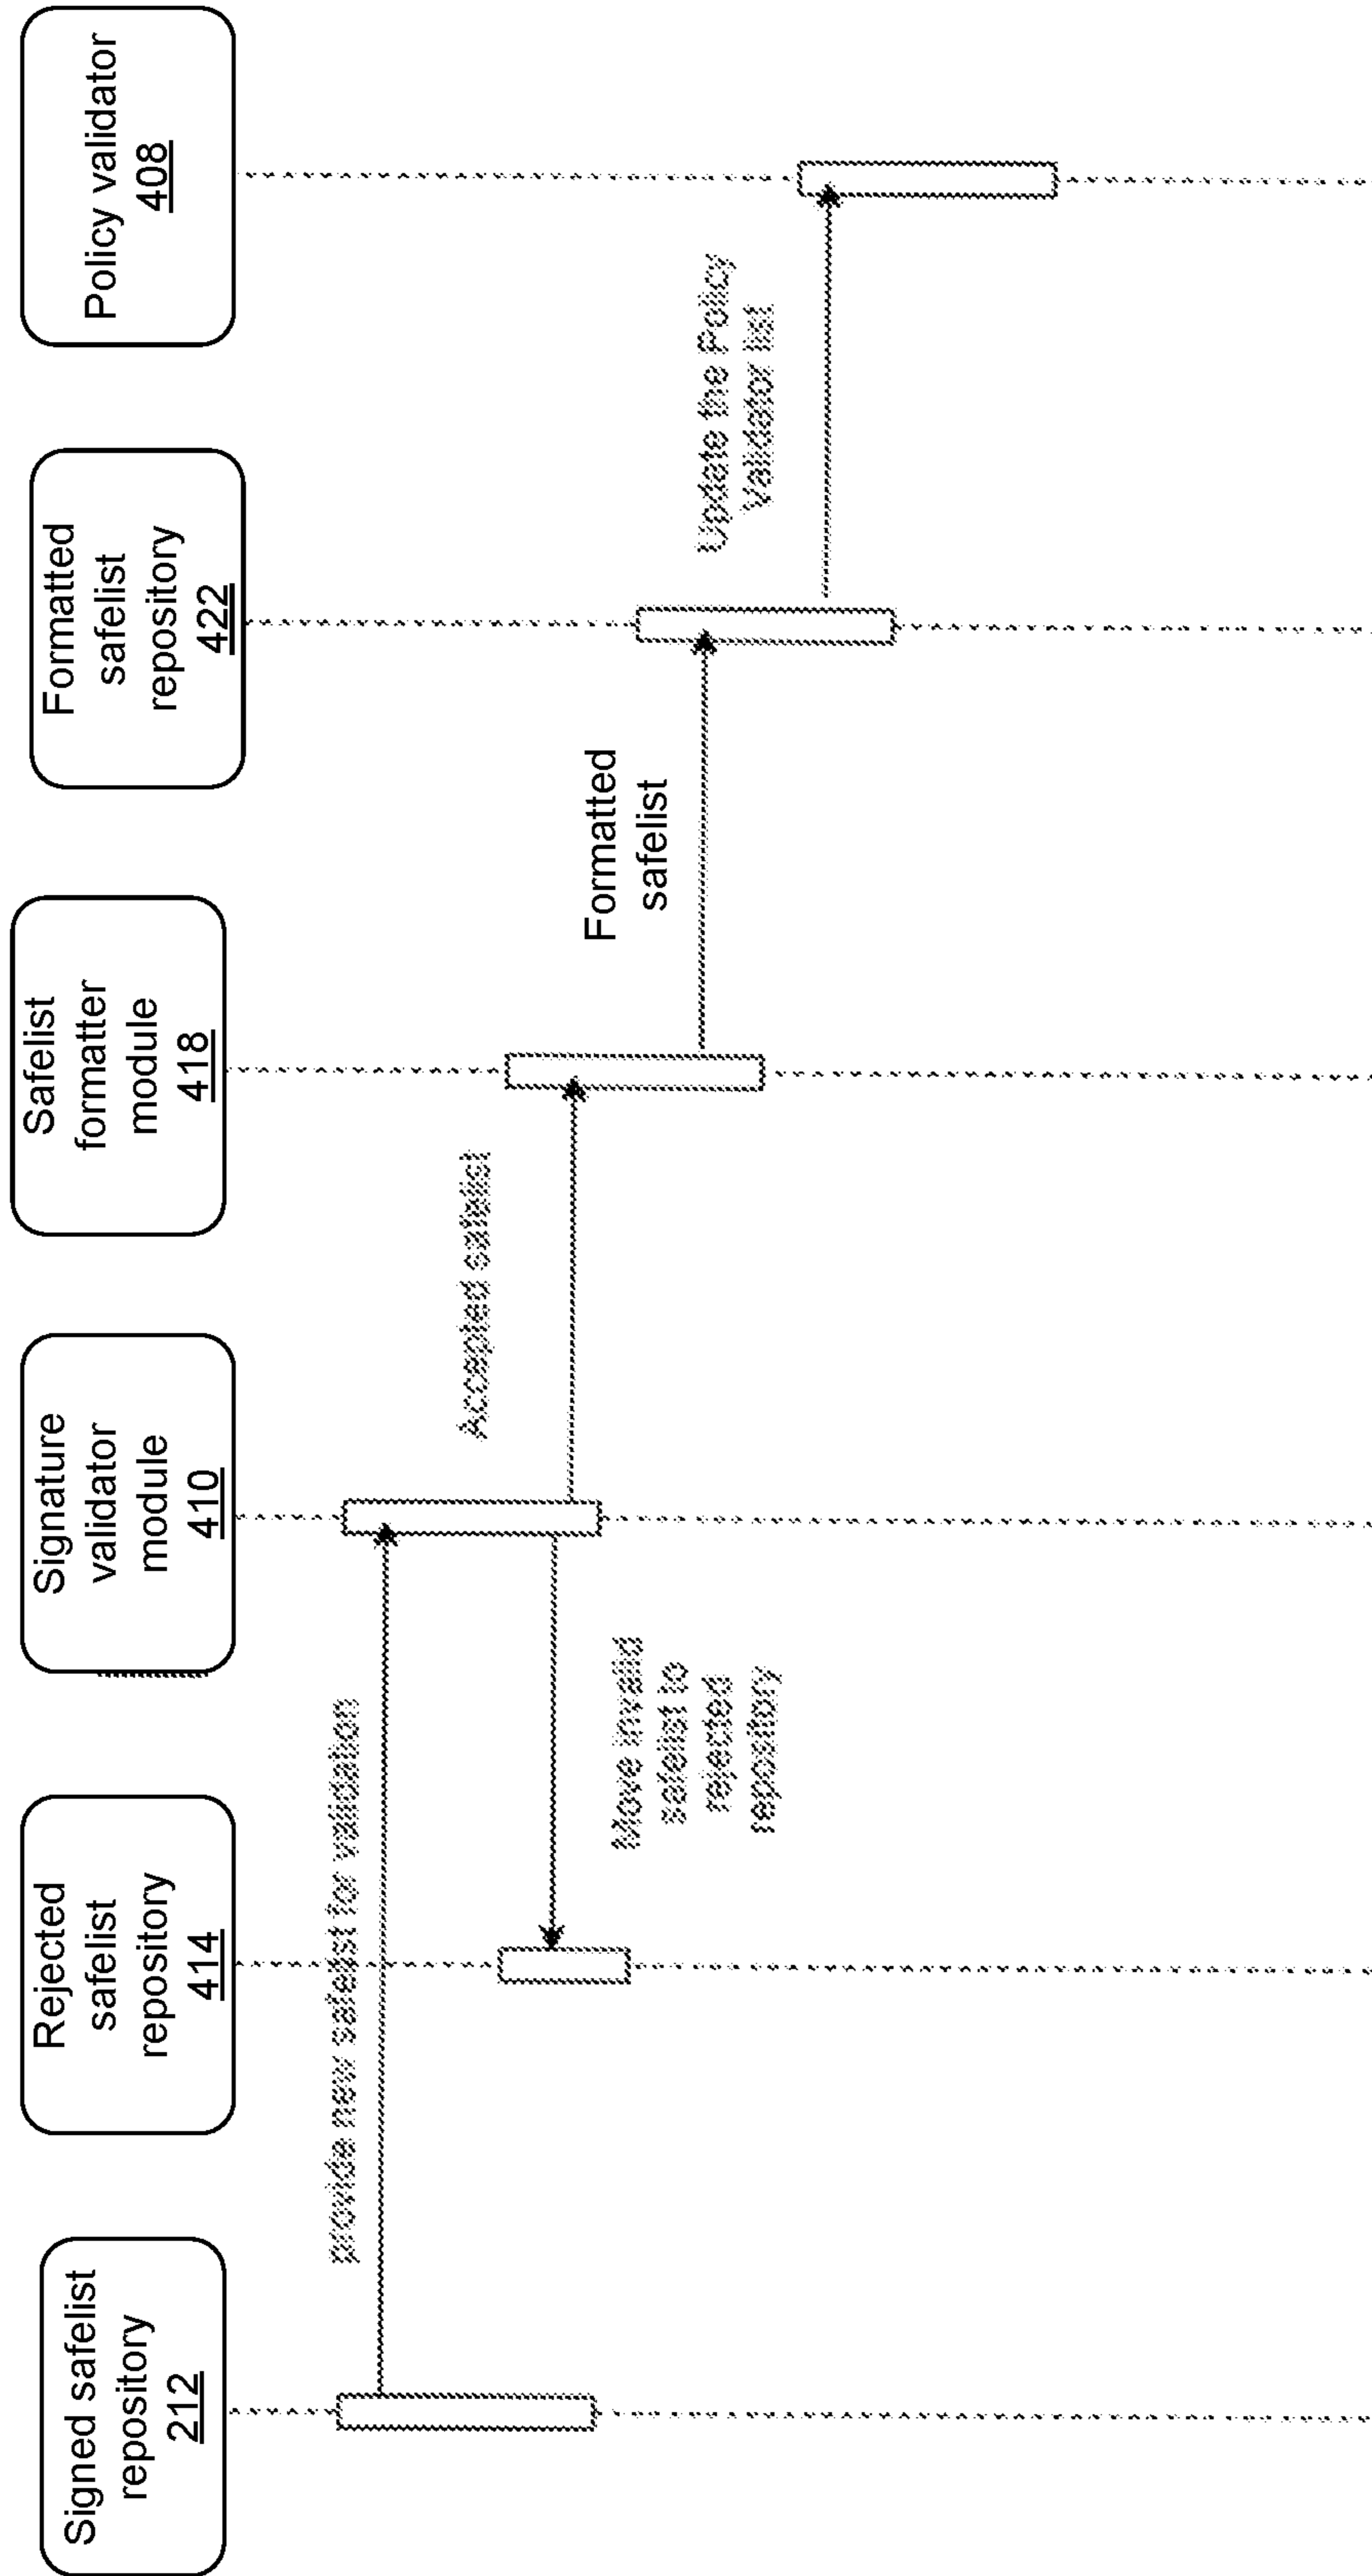 Signed safelist
repository
212
Rejected
safelist
repository
414
Signature
validator
module
410
Safelist
formatter
module
418
Formatted
safelist
repository
422
Policy validator
408
provide new safelist for validation
Accepted safelist
Move invalid
safelist to
rejected
repository
Formatted
safelist
Update the Policy
Validator list